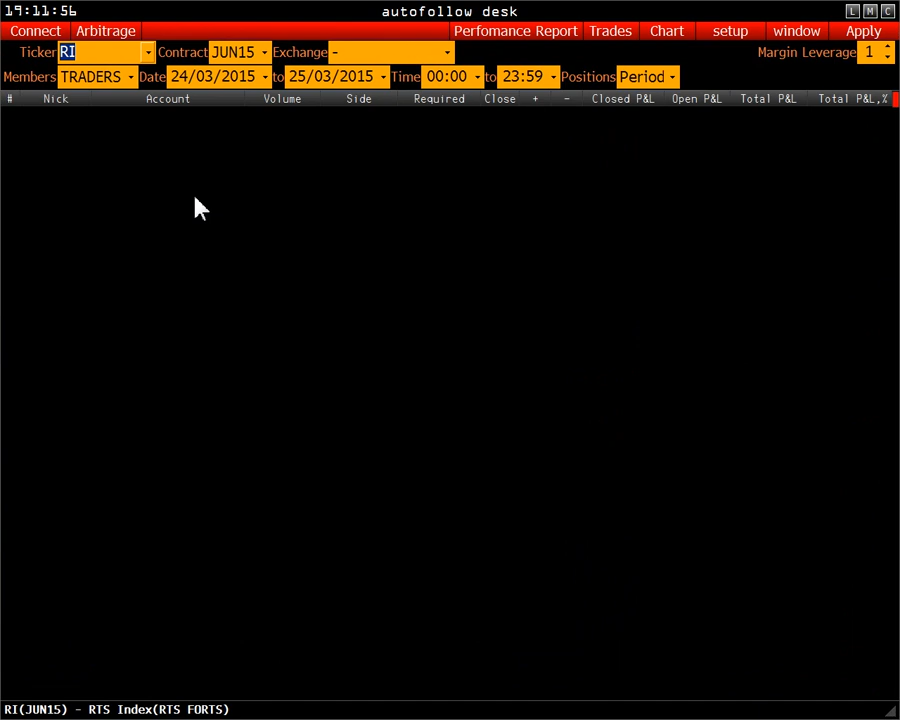 19:11:56 autofollow desk L M C
Connect Arbitrage Perfomance Report Trades Chart setup window Apply
Ticker RI Contract JUN15 Exchange - Margin Leverage 1
Members TRADERS Date 24/03/2015 to 25/03/2015 Time 00:00 to 23:59 Positions Period
# Nick Account Volume Side Required Close + - Closed P&L Open P&L Total P&L Total P&L,%
RI(JUN15) - RTS Index(RTS FORTS)